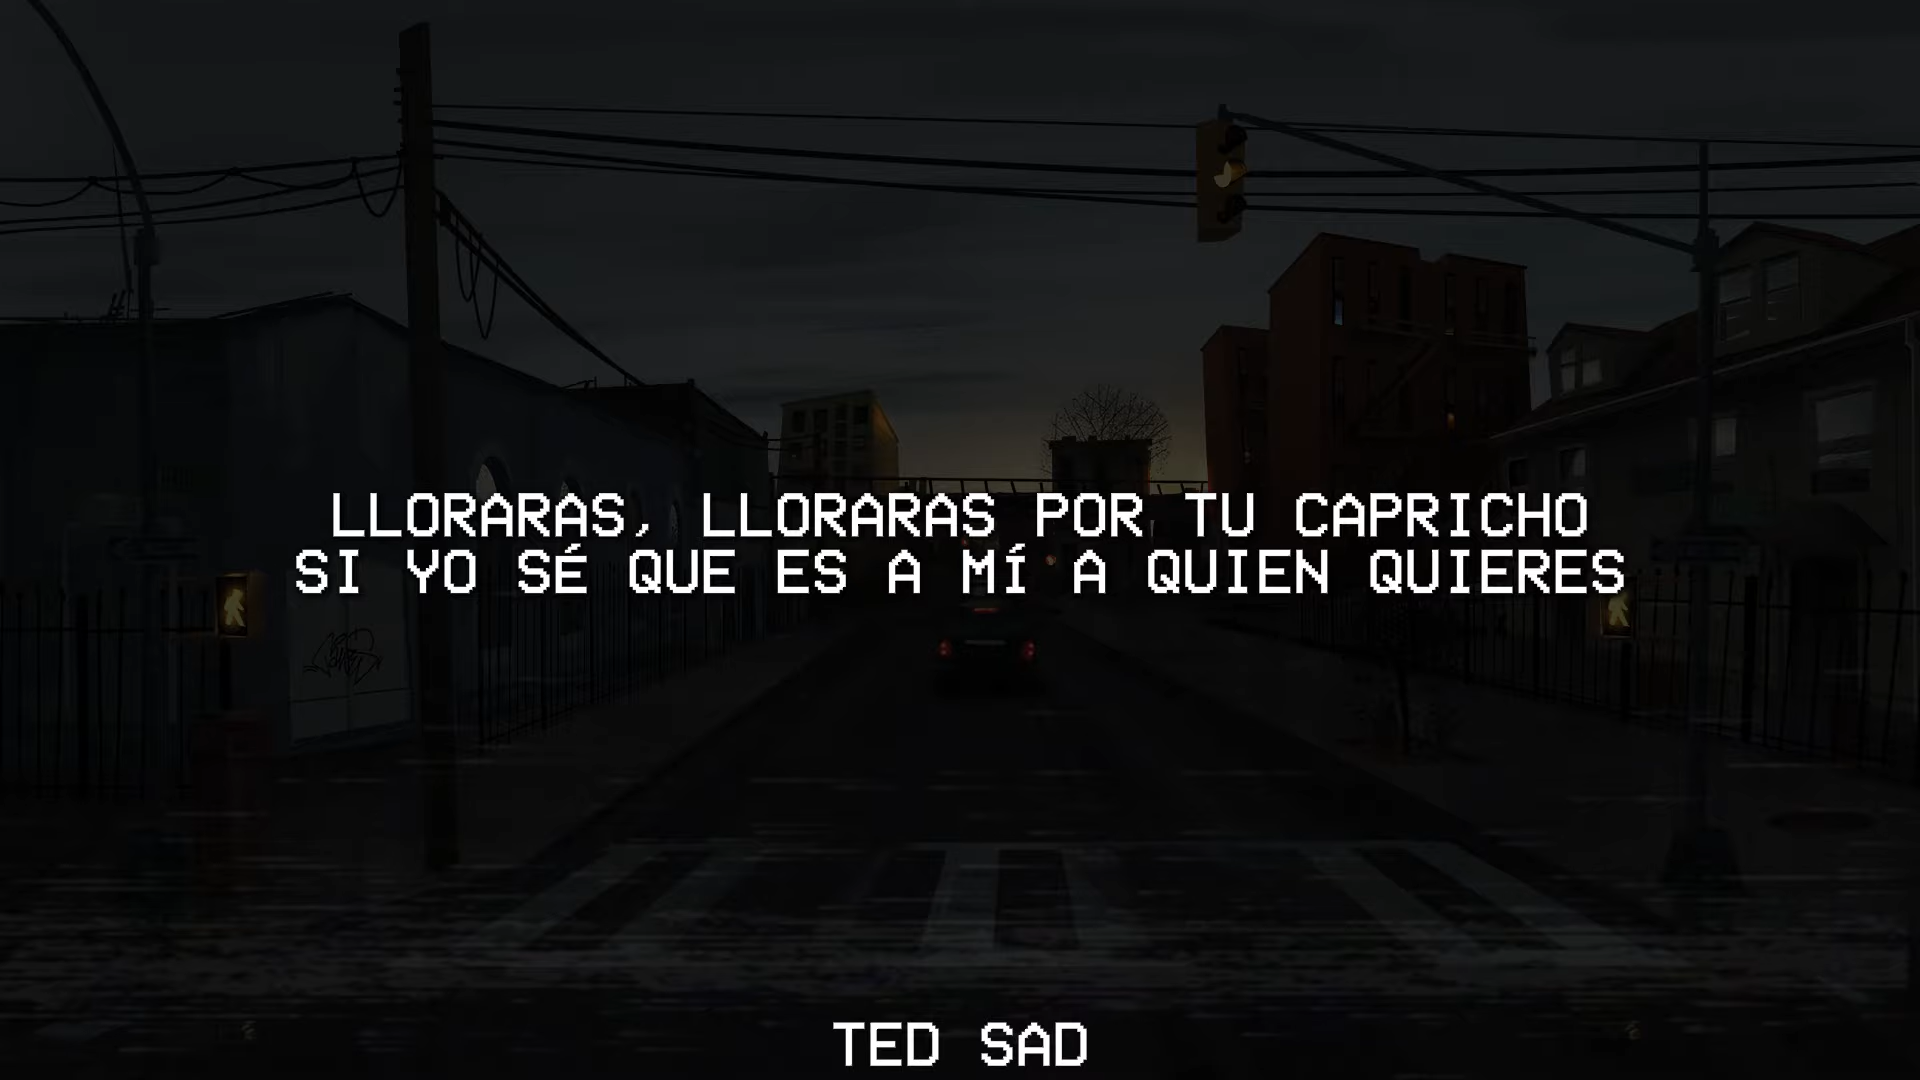 LLORARAS, LLORARAS POR TU CAPRICHO
SI YO SÉ QUE ES A MÍ A QUIEN QUIERES
TED SAD